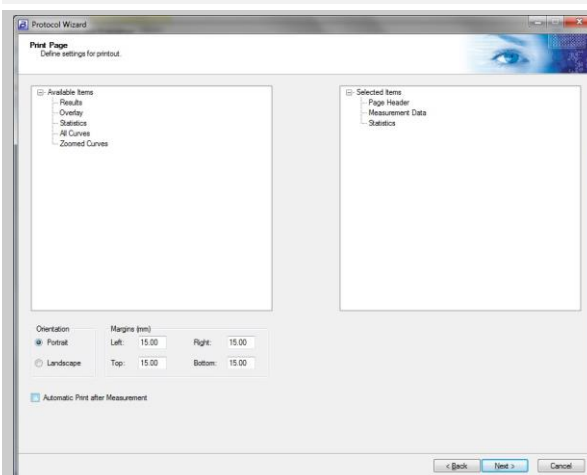 Protocol Wizard
Print Page
Define settings for printout.
Available Items
Results
Overlay
Statistics
All Curves
Zoomed Curves
Selected Items
Page Header
Measurement Data
Statistics
Orientation
Portrait
Landscape
Margins (mm)
Left: 15.00 Right: 15.00
Top: 15.00 Bottom: 15.00
Automatic Print after Measurement
< Back Next > Cancel